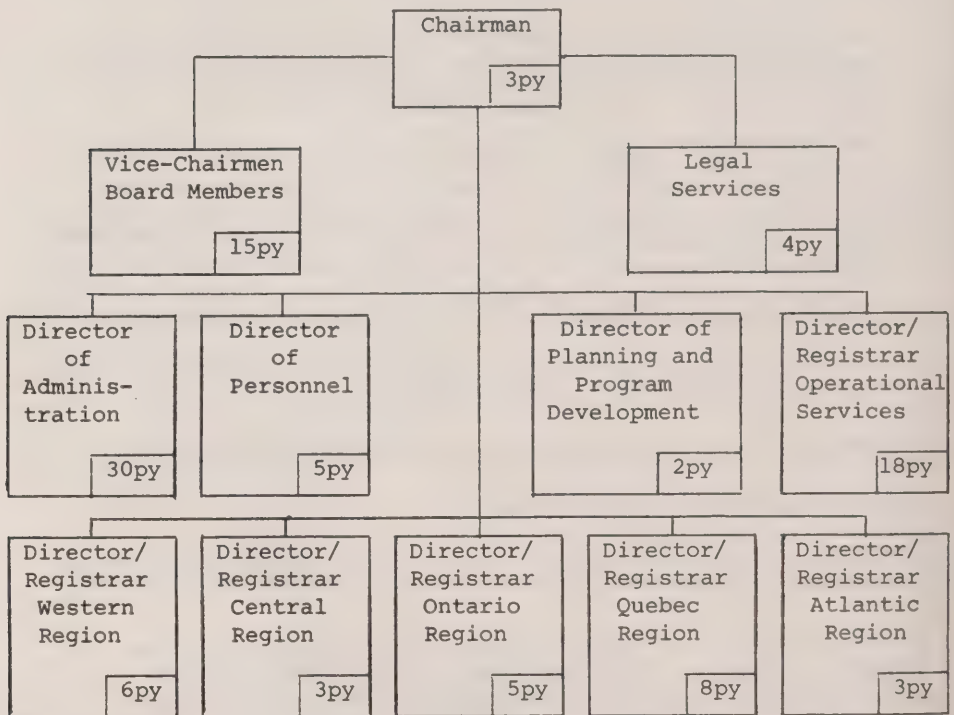 Chairman
3py
Vice-Chairmen
Board Members
15py
Legal
Services
4py
Director
of
Adminis-
tration
30py
Director
of
Personnel
5py
Director of
Planning and
Program
Development
2py
Director/
Registrar
Operational
Services
18py
Director/
Registrar
Western
Region
6py
Director/
Registrar
Central
Region
3py
Director/
Registrar
Ontario
Region
5py
Director/
Registrar
Quebec
Region
8py
Director/
Registrar
Atlantic
Region
3py